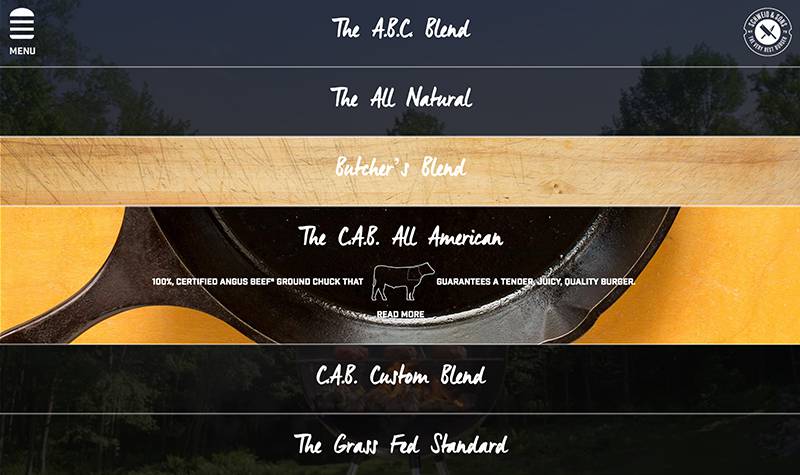 MENU
The A.B.C. Blend
SCHWEID & SONS
THE VERY BEST BURGER
The All Natural
Butcher's Blend
The C.A.B. All American
100%, CERTIFIED ANGUS BEEF® GROUND CHUCK THAT GUARANTEES A TENDER, JUICY, QUALITY BURGER.
READ MORE
C.A.B. Custom Blend
The Grass Fed Standard